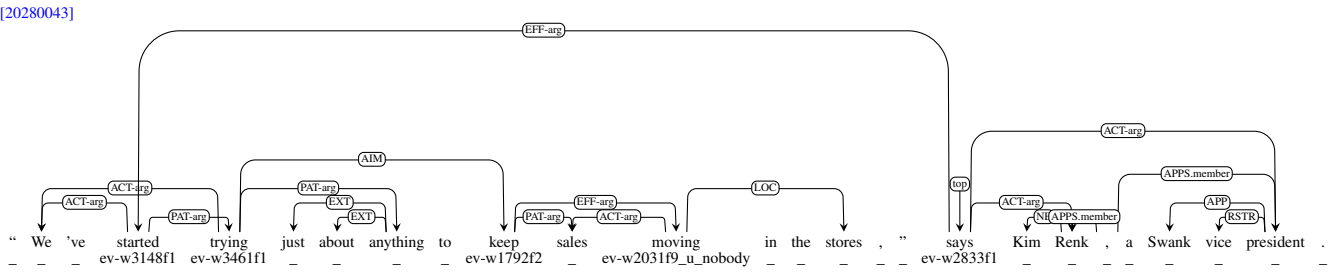 [20280043]
EFF-arg
ACT-arg
AIM
APPS.member
top
ACT-arg PAT-arg EXT EFF-arg LOC ACT-arg APP
ACT-arg PAT-arg EXT PAT-arg ACT-arg APPS.member RSTR
“ We 've started trying just about anything to keep sales moving in the stores , ” says Kim Renk , a Swank vice president .
_ _ _ ev-w3148f1 ev-w3461f1 _ _ _ _ ev-w1792f2 _ ev-w2031f9_u_nobody _ _ _ _ _ ev-w2833f1 _ _ _ _ _ _ _ _